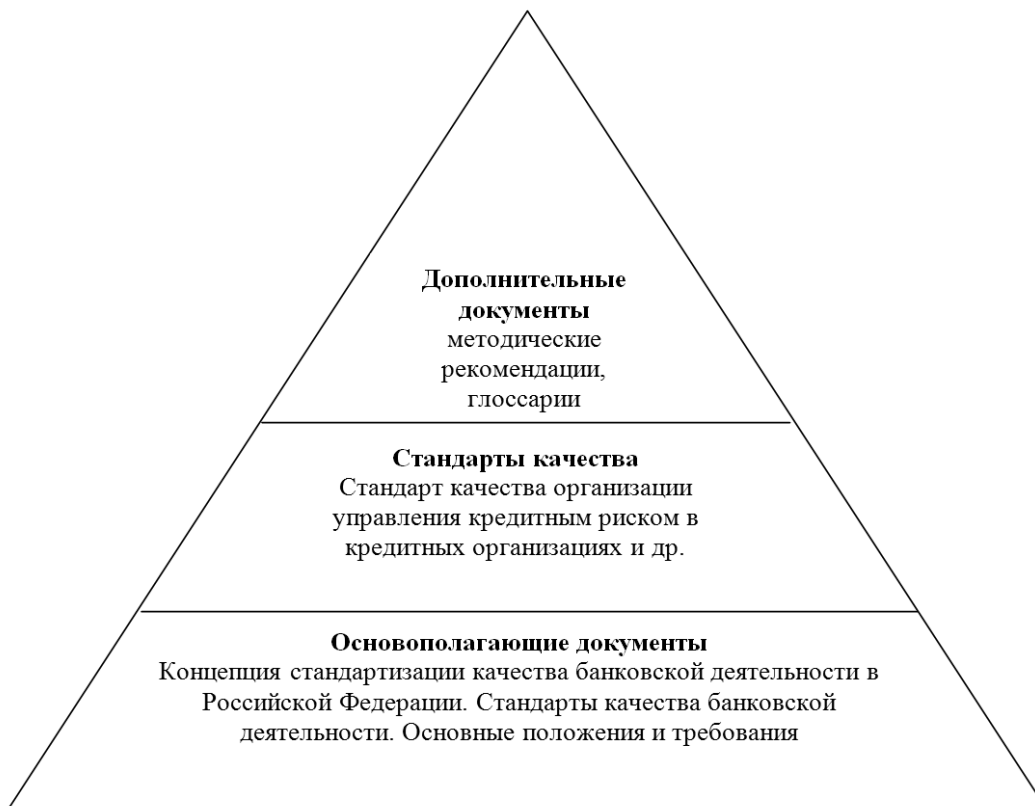 Дополнительные
документы
методические
рекомендации,
глоссарии
Стандарты качества
Стандарт качества организации
управления кредитным риском в
кредитных организациях и др.
Основополагающие документы
Концепция стандартизации качества банковской деятельности в
Российской Федерации. Стандарты качества банковской
деятельности. Основные положения и требования